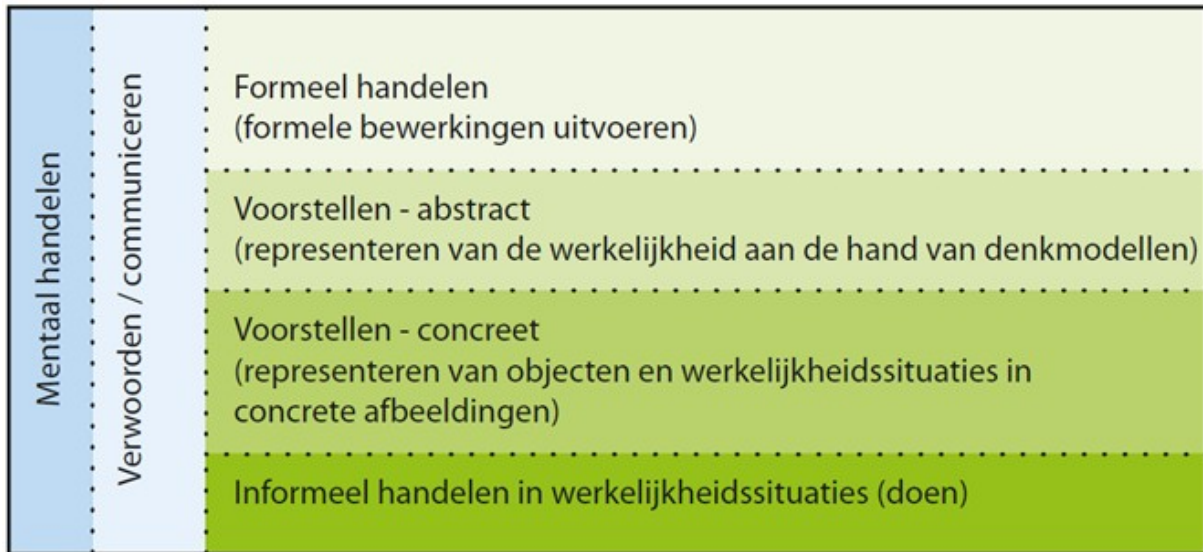 Mentaal handelen
Verwoorden / communiceren
Formeel handelen
(formele bewerkingen uitvoeren)
Voorstellen - abstract
(representeren van de werkelijkheid aan de hand van denkmodellen)
Voorstellen - concreet
(representeren van objecten en werkelijkheidssituaties in
concrete afbeeldingen)
Informeel handelen in werkelijkheidssituaties (doen)